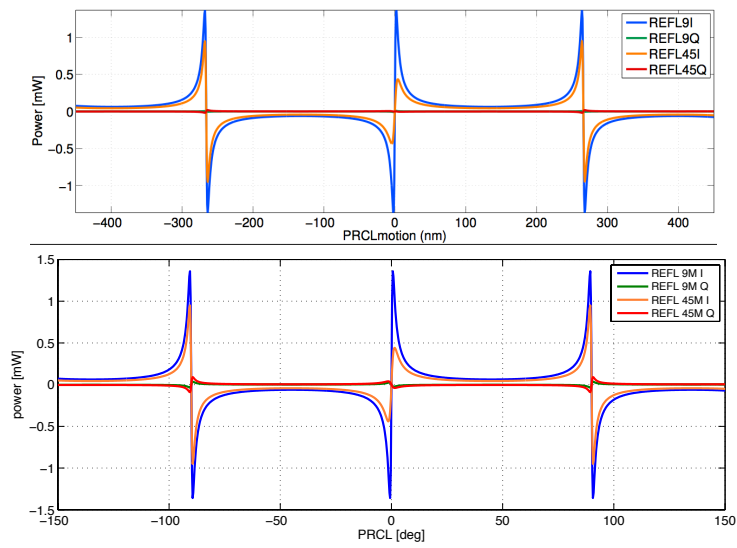 1
0.5
0
−0.5
−1
Power [mW]
REFL9I
REFL9Q
REFL45I
REFL45Q
−400 −300 −200 −100 0 100 200 300 400
PRCLmotion (nm)
1.5
1
0.5
0
−0.5
−1
−1.5
power [mW]
REFL 9M I
REFL 9M Q
REFL 45M I
REFL 45M Q
−150 −100 −50 0 50 100 150
PRCL [deg]